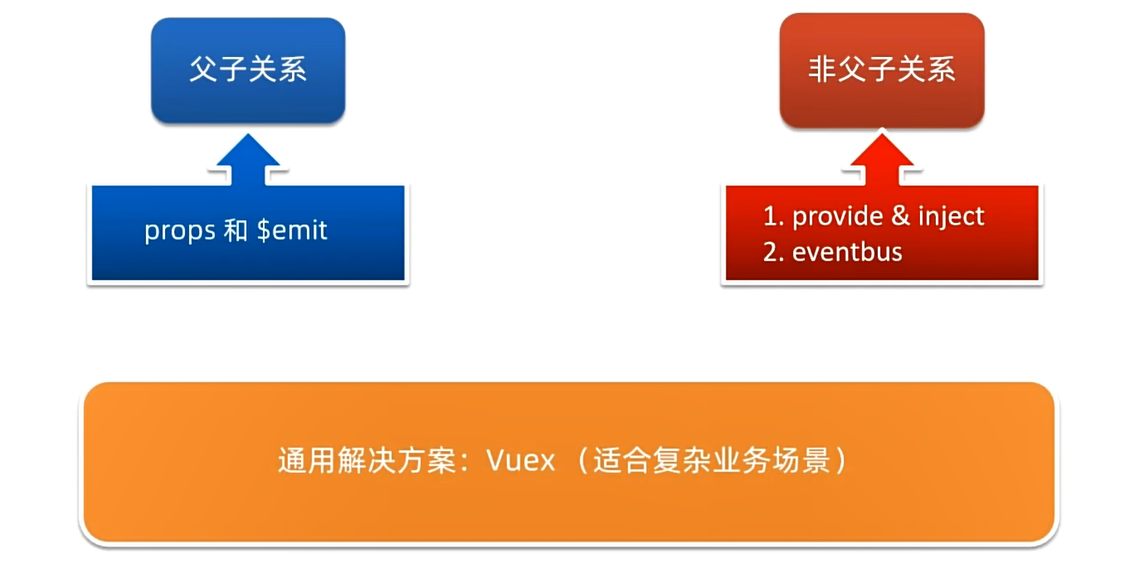 父子关系
props 和 $emit
非父子关系
1. provide & inject
2. eventbus
通用解决方案：Vuex（适合复杂业务场景）